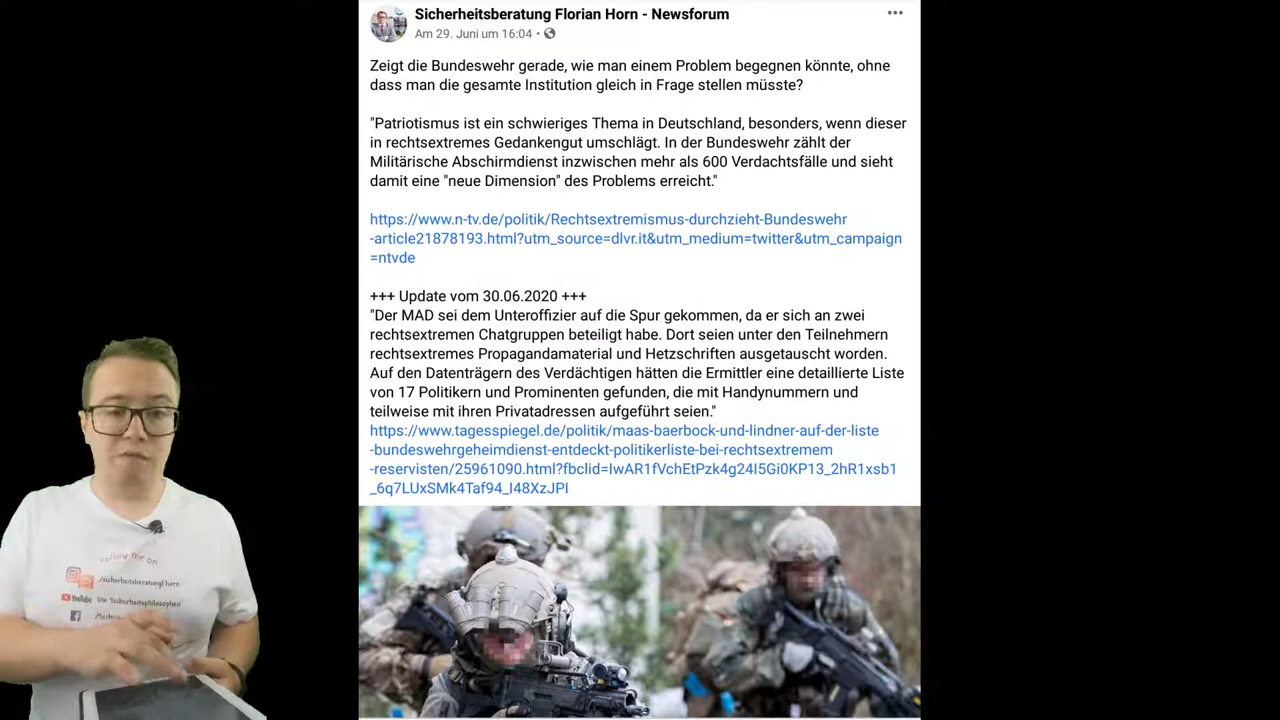 Sicherheitsberatung Florian Horn - Newsforum
Am 29. Juni um 16:04 ·
Zeigt die Bundeswehr gerade, wie man einem Problem begegnen könnte, ohne
dass man die gesamte Institution gleich in Frage stellen müsste?
"Patriotismus ist ein schwieriges Thema in Deutschland, besonders, wenn dieser
in rechtsextremes Gedankengut umschlägt. In der Bundeswehr zählt der
Militärische Abschirmdienst inzwischen mehr als 600 Verdachtsfälle und sieht
damit eine "neue Dimension" des Problems erreicht."
https://www.n-tv.de/politik/Rechtsextremismus-durchzieht-Bundeswehr
-article21878193.html?utm_source=dlvr.it&utm_medium=twitter&utm_campaign
=ntvde
+++ Update vom 30.06.2020 +++
"Der MAD sei dem Unteroffizier auf die Spur gekommen, da er sich an zwei
rechtsextremen Chatgruppen beteiligt habe. Dort seien unter den Teilnehmern
rechtsextremes Propagandamaterial und Hetzschriften ausgetauscht worden.
Auf den Datenträgern des Verdächtigen hätten die Ermittler eine detaillierte Liste
von 17 Politikern und Prominenten gefunden, die mit Handynummern und
teilweise mit ihren Privatadressen aufgeführt seien."
https://www.tagesspiegel.de/politik/maas-baerbock-und-lindner-auf-der-liste
-bundeswehrgeheimdienst-entdeckt-politikerliste-bei-rechtsextremem
-reservisten/25961090.html?fbclid=IwAR1fVchEtPzk4g24I5Gi0KP13_2hR1xsb1
_6q7LUxSMk4Taf94_I48XzJPI
Follow me on
/sicherheitsberatungf.horn
YouTube Die Sicherheitsphilosophen